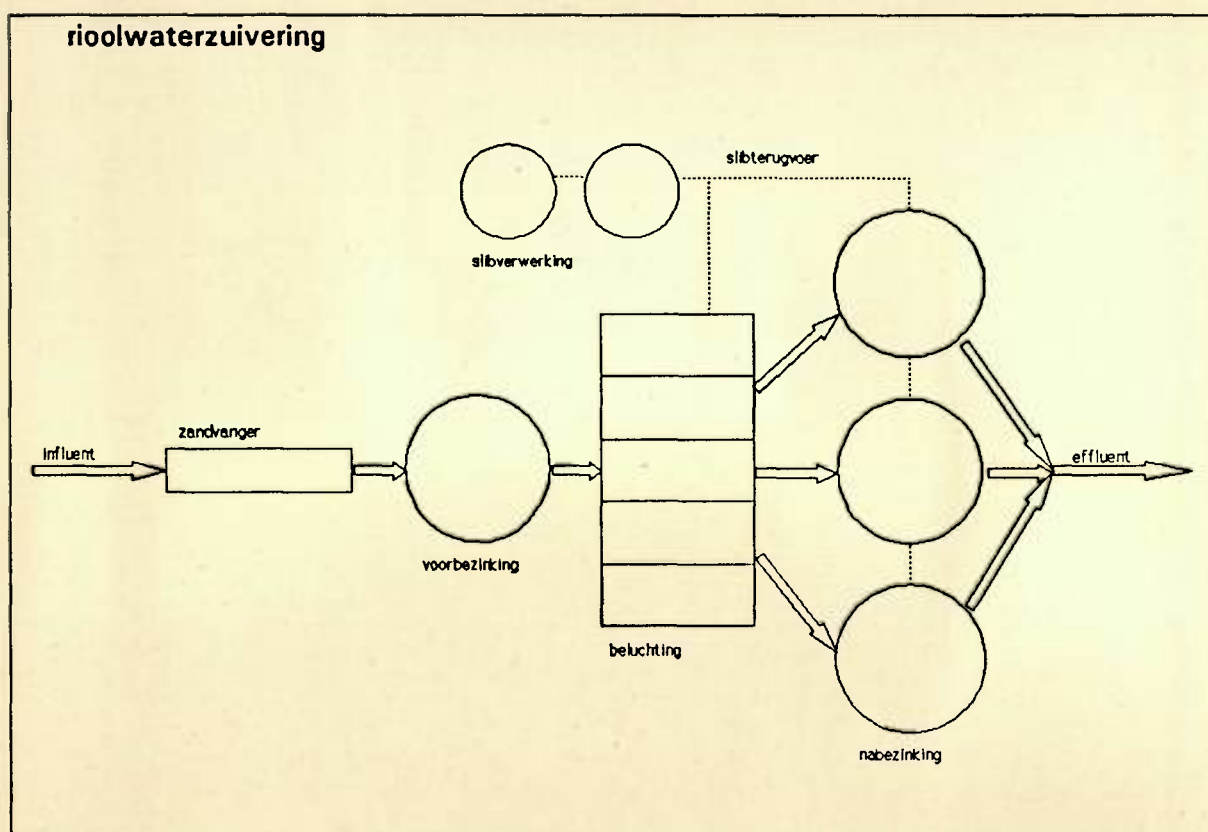 rioolwaterzuivering
slibterugvoer
slibverwerking
zandvanger
influent
effluent
voorbezinking
beluchting
nabezinking